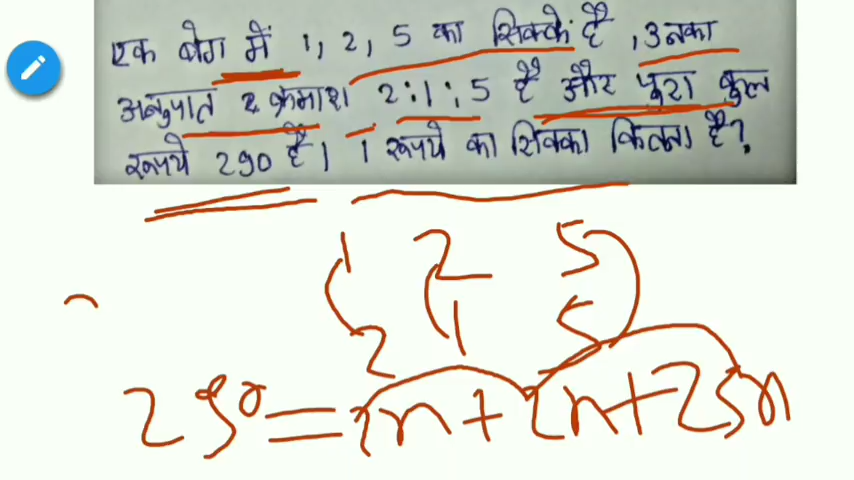 एक बेग में 1, 2, 5 का सिक्के है, उनका
अनुपात क्रमाश 2:1:5 है और पुरा कुल
रूपये 290 है। 1 रूपये का सिक्का कितना है?
1 2 5
2 1 5
290 = 2n + 2n + 25n